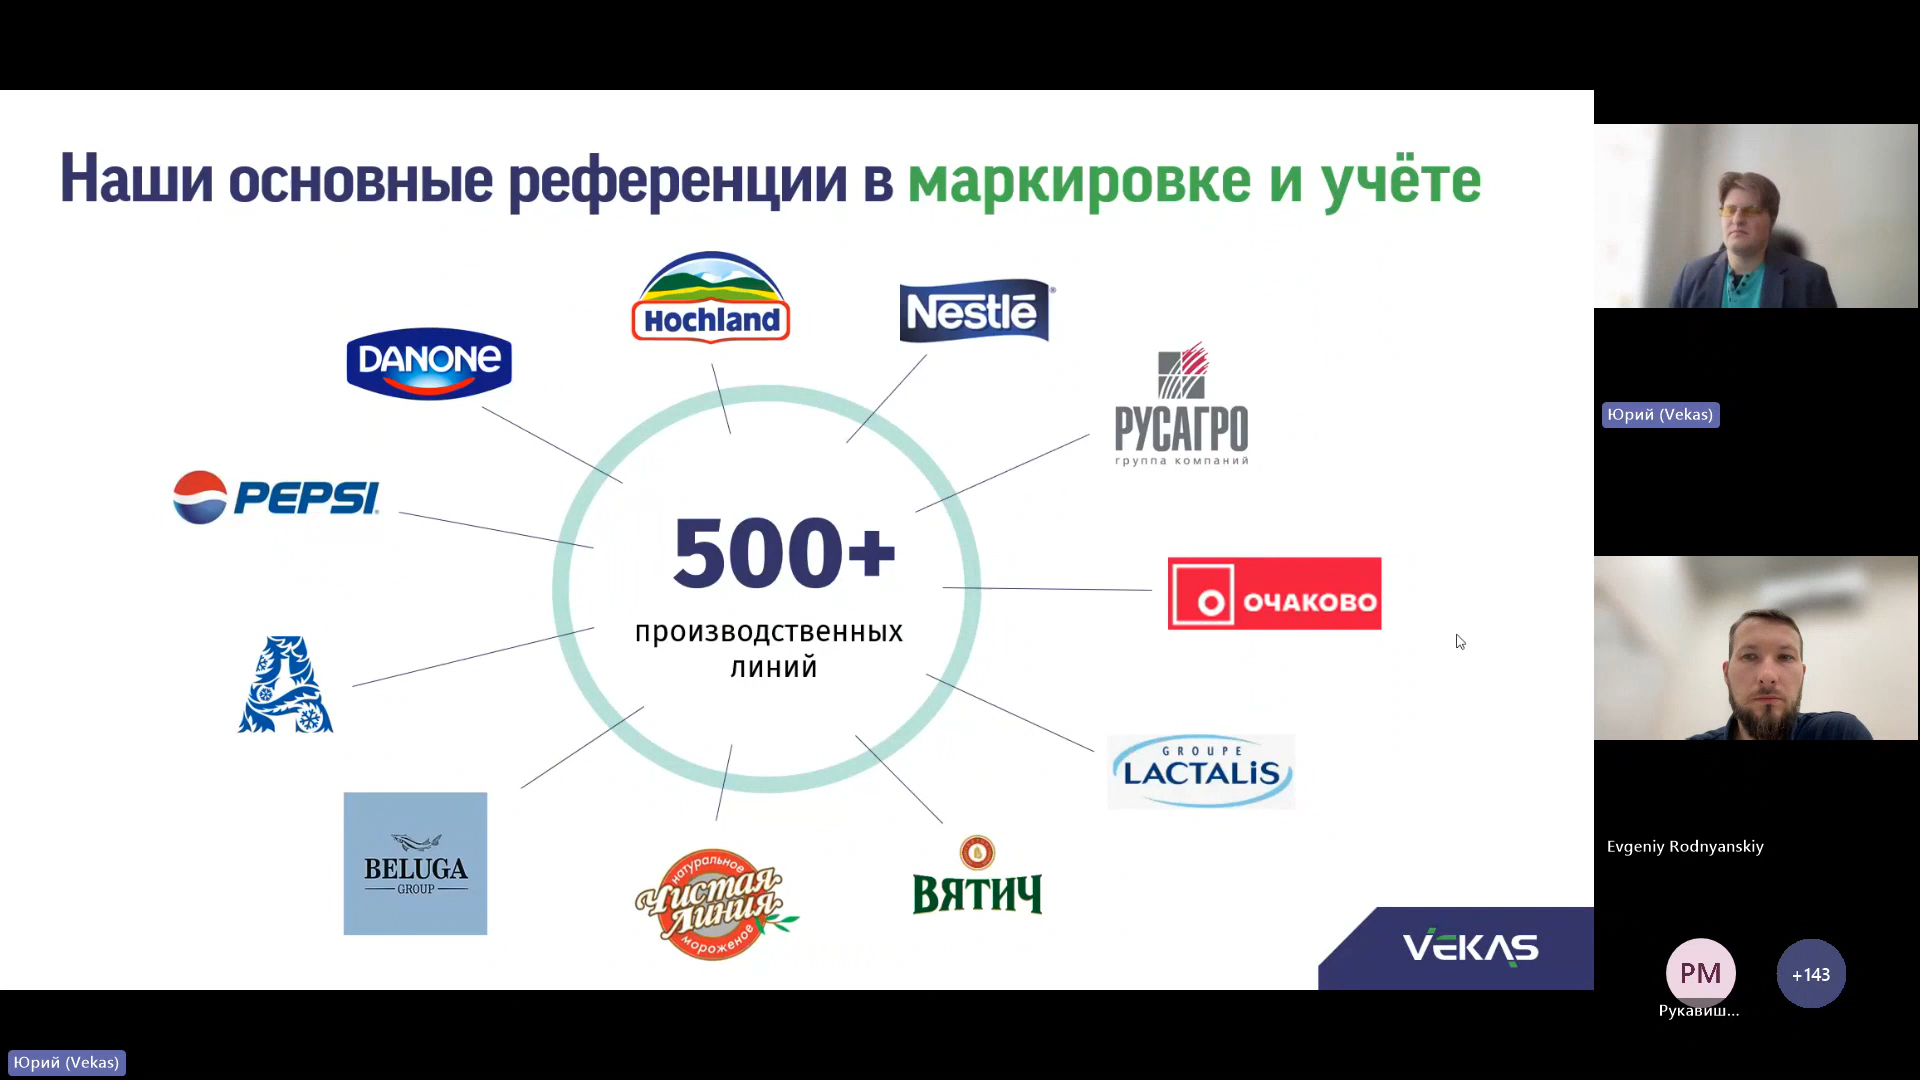 Наши основные референции в маркировке и учёте
Hochland
Nestlé
DANONE
РУСАГРО
группа компаний
PEPSI
500+
производственных
линий
ОЧАКОВО
GROUPE
LACTALiS
BELUGA
GROUP
натуральное
Чистая
Линия
мороженое
ВЯТИЧ
VEKAS
Юрий (Vekas)
Evgeniy Rodnyanskiy
PM
+143
Рукавиш...
Юрий (Vekas)